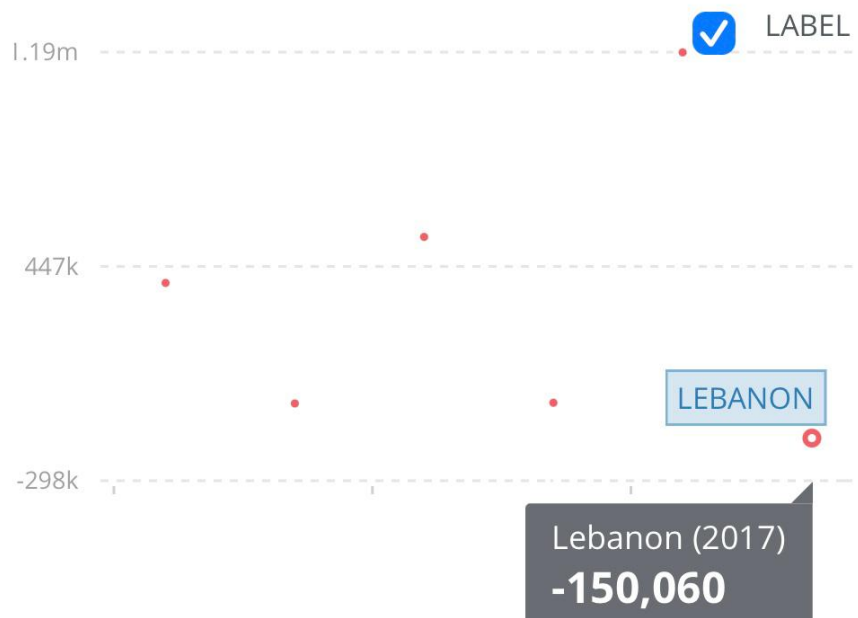 LABEL
1.19m
447k
LEBANON
-298k
Lebanon (2017)
-150,060